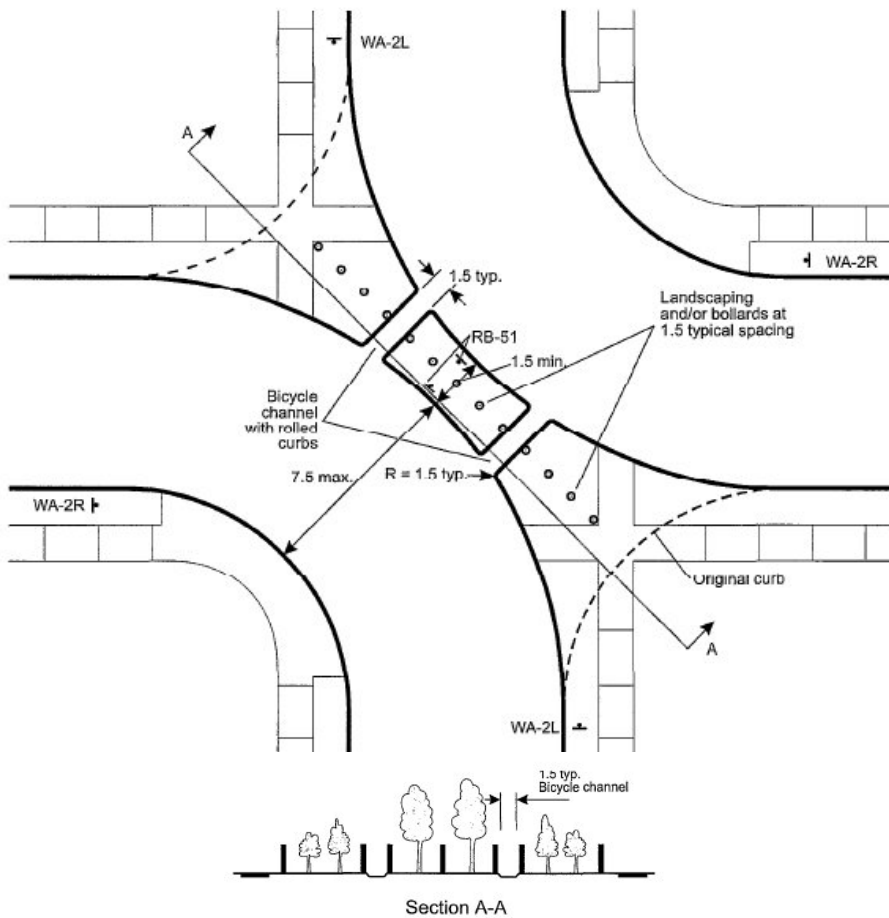 WA-2L
A
WA-2R
1.5 typ.
Landscaping
and/or bollards at
1.5 typical spacing
RB-51
1.5 min.
Bicycle
channel
with rolled
curbs
7.5 max.
R = 1.5 typ.
WA-2R
Original curb
A
WA-2L
1.5 typ.
Bicycle channel
Section A-A